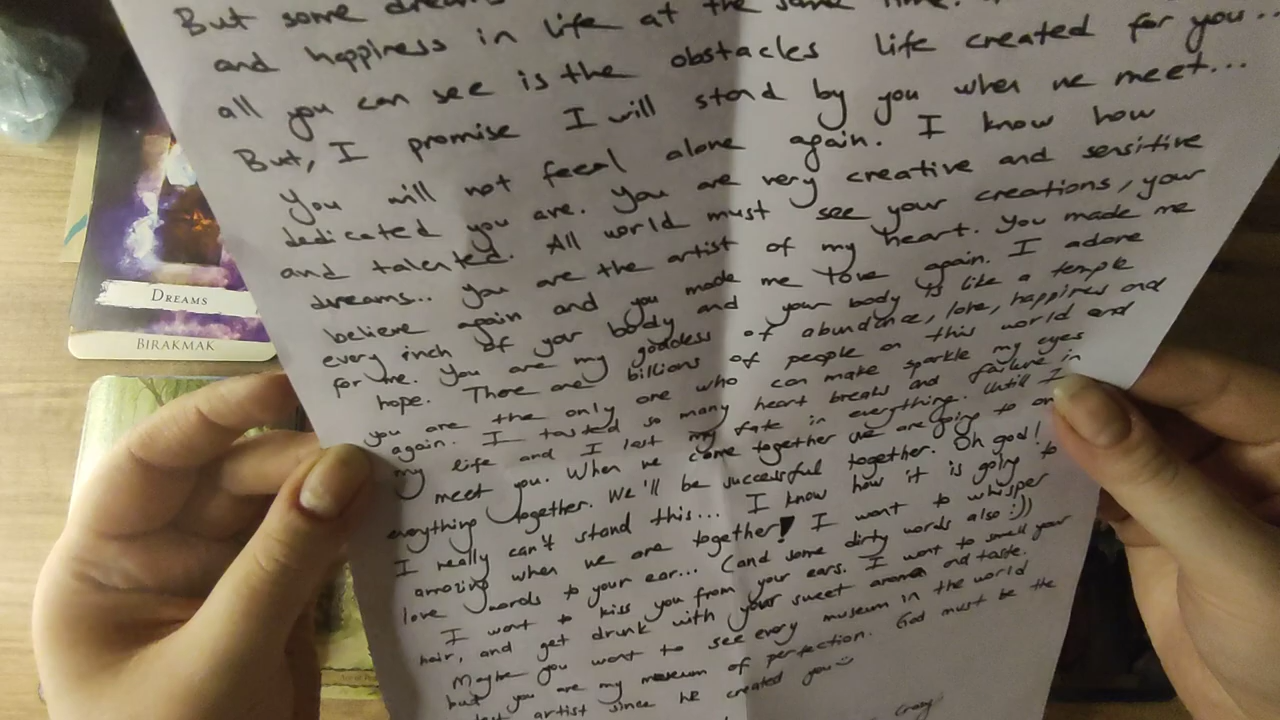 But some dreams
and happiness in life at the same time.
all you can see is the obstacles life created for you...
But, I promise I will stand by you when we meet...
You will not feeel alone again. I know how
dedicated you are. You are very creative and sensitive
and talented. All world must see your creations, your
dreams... You are the artist of my heart. You made me
believe again and you made me love again. I adore
every inch of your body and your body is like a temple
for me. You are my goddess of abundance, love, happiness and
hope. There are billions of people on this world and
you are the only one who can make sparkle my eyes
again. I tasted so many heart breaks and failure in
my life and I lost my fate in everything. Untill I
meet you. When we come together we are going to
everything together. We'll be successful together. Oh god!
I really can't stand this... I know how it is going to
amazing when we are together! I want to whisper
love words to your ear... (and some dirty words also :))
I want to kiss you from your ears. I want to smell your
hair, and get drunk with your sweet aroma and taste.
Maybe you want to see every museum in the world
but you are my museum of perfection. God must be the
artist since he created you
Crazy
DREAMS
BIRAKMAK